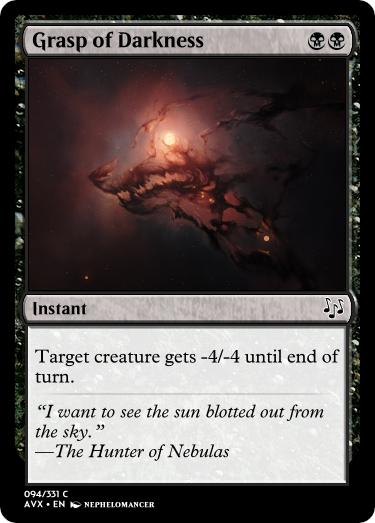 Grasp of Darkness
Instant
Target creature gets -4/-4 until end of
turn.
“I want to see the sun blotted out from
the sky.”
—The Hunter of Nebulas
094/331 C
AVX • EN NEPHELOMANCER